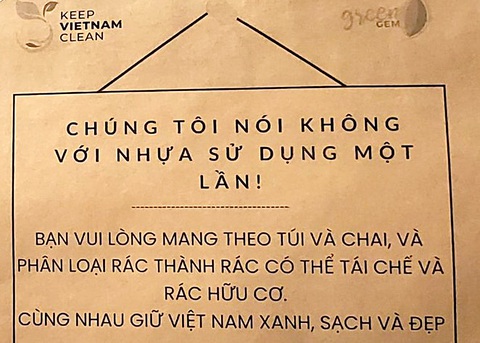 KEEP
VIETNAM
CLEAN
green
GEM
CHÚNG TÔI NÓI KHÔNG
VỚI NHỰA SỬ DỤNG MỘT
LẦN!
BẠN VUI LÒNG MANG THEO TÚI VÀ CHAI, VÀ
PHÂN LOẠI RÁC THÀNH RÁC CÓ THỂ TÁI CHẾ VÀ
RÁC HỮU CƠ.
CÙNG NHAU GIỮ VIỆT NAM XANH, SẠCH VÀ ĐẸP